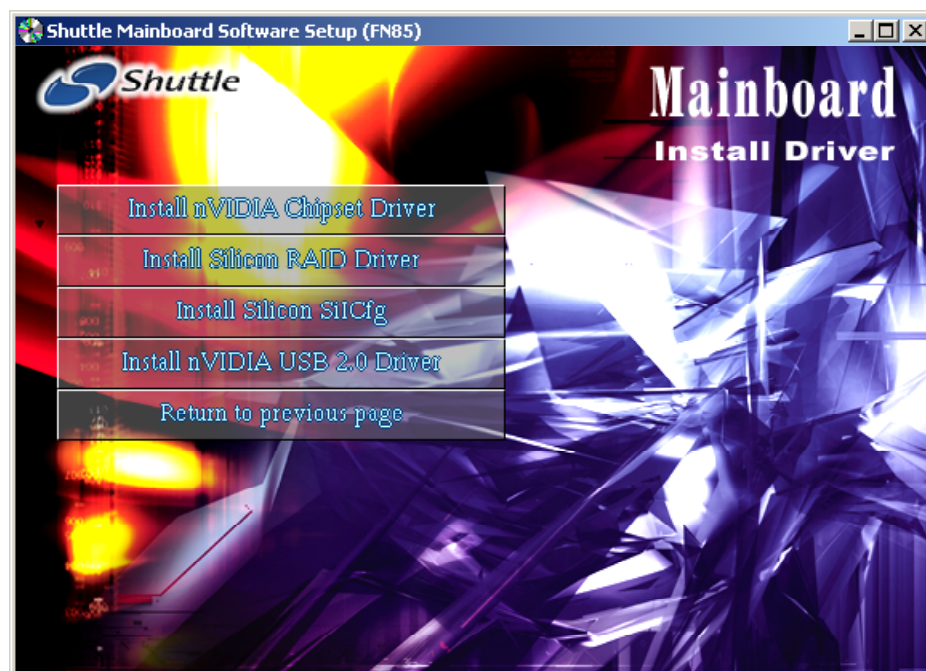 Shuttle Mainboard Software Setup (FN85)
Shuttle
Mainboard
Install Driver
Install nVIDIA Chipset Driver
Install Silicon RAID Driver
Install Silicon SiICfg
Install nVIDIA USB 2.0 Driver
Return to previous page